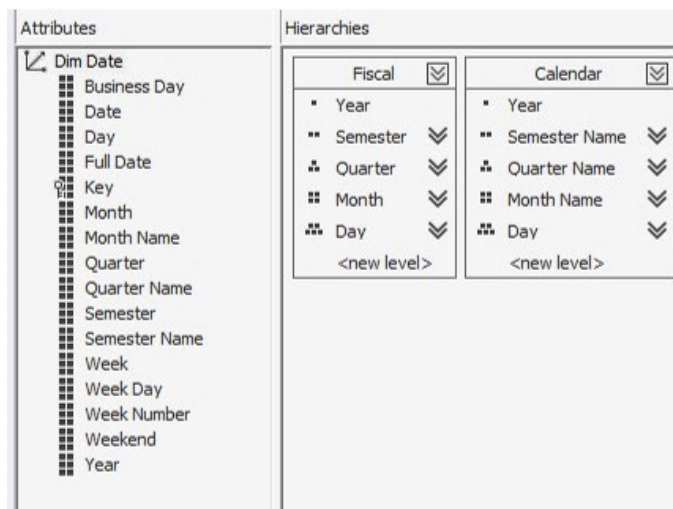 Attributes
Dim Date
Business Day
Date
Day
Full Date
Key
Month
Month Name
Quarter
Quarter Name
Semester
Semester Name
Week
Week Day
Week Number
Weekend
Year
Hierarchies
Fiscal
Year
Semester
Quarter
Month
Day
<new level>
Calendar
Year
Semester Name
Quarter Name
Month Name
Day
<new level>